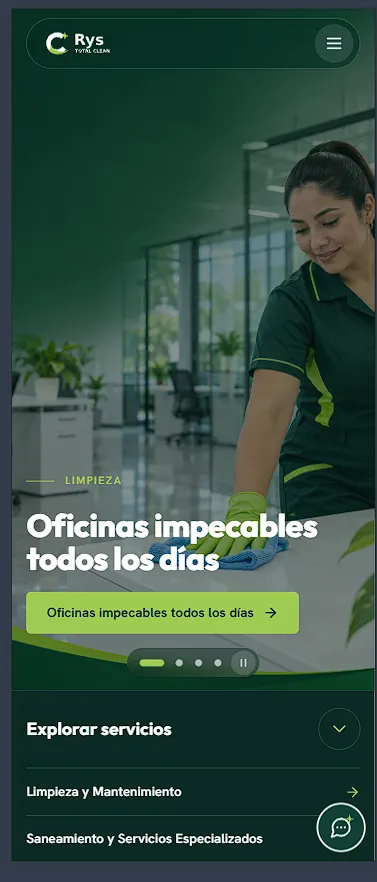 Rys
TOTAL CLEAN
LIMPIEZA
Oficinas impecables
todos los días
Oficinas impecables todos los días
Explorar servicios
Limpieza y Mantenimiento
Saneamiento y Servicios Especializados